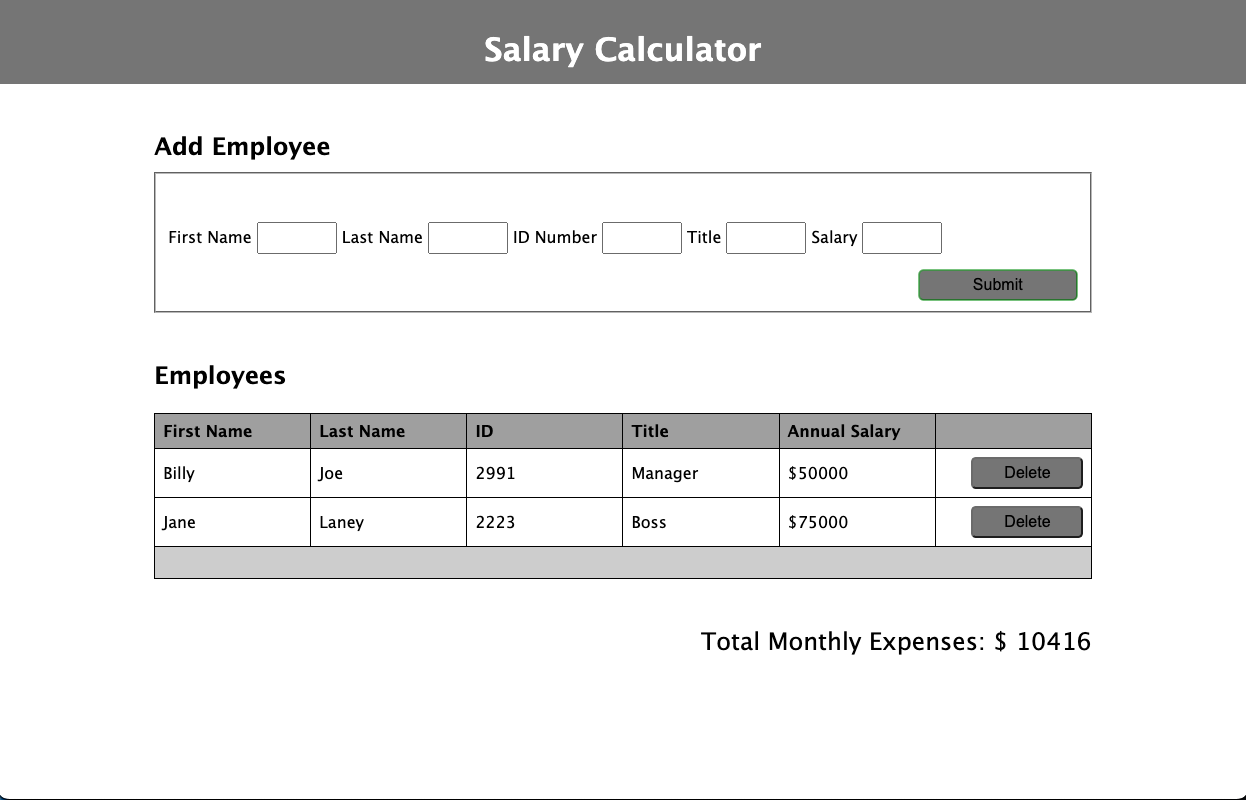 Salary Calculator
Add Employee
First Name Last Name ID Number Title Salary
Submit
Employees
First Name Last Name ID Title Annual Salary
Billy Joe 2991 Manager $50000 Delete
Jane Laney 2223 Boss $75000 Delete
Total Monthly Expenses: $ 10416